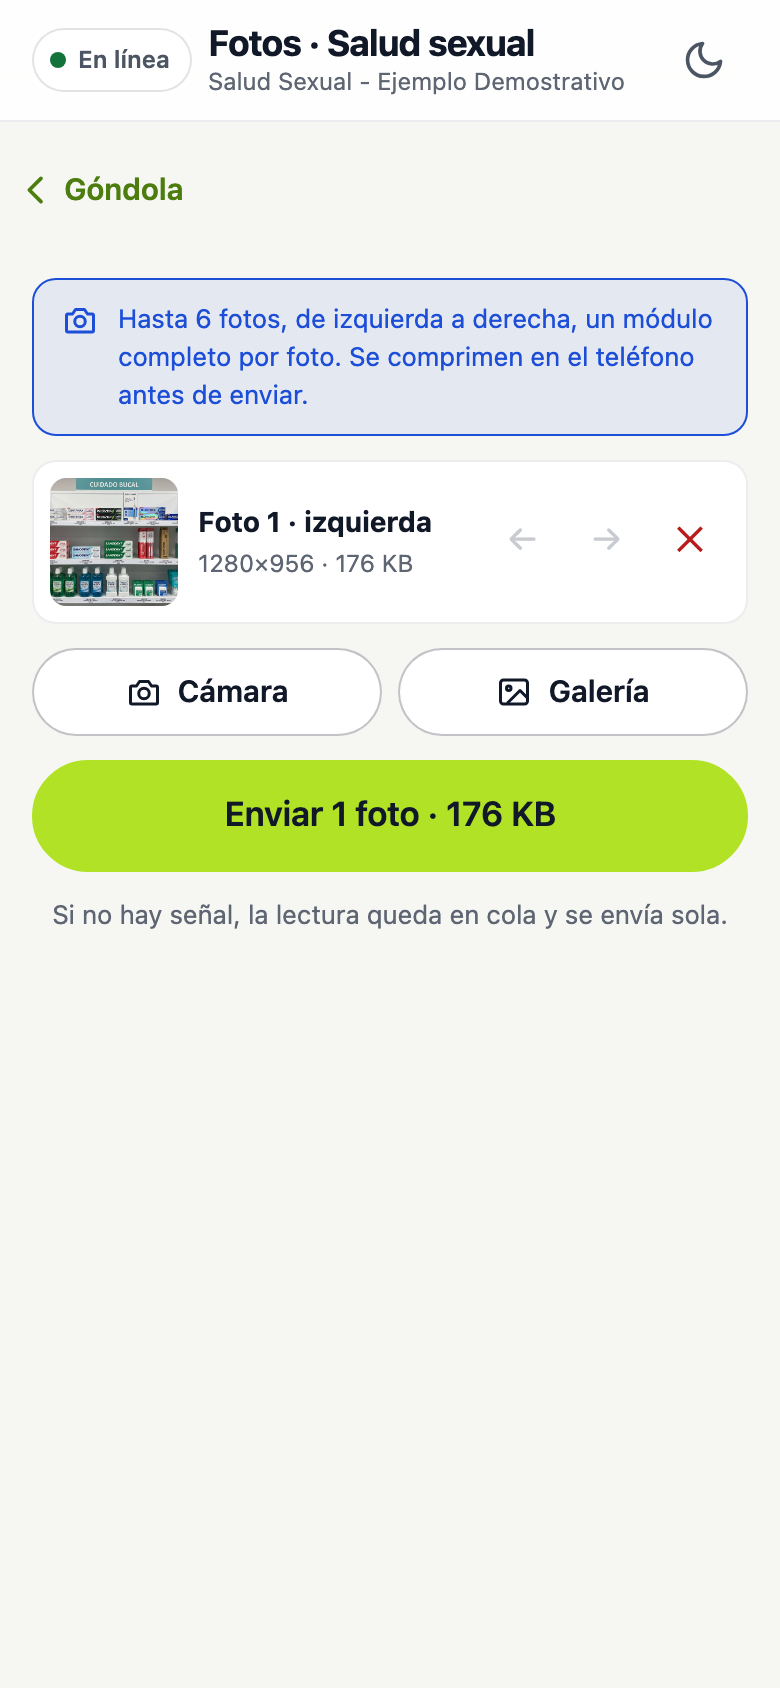 En línea
Fotos · Salud sexual
Salud Sexual - Ejemplo Demostrativo
Góndola
Hasta 6 fotos, de izquierda a derecha, un módulo
completo por foto. Se comprimen en el teléfono
antes de enviar.
CUIDADO BUCAL
Foto 1 · izquierda
1280×956 · 176 KB
Cámara
Galería
Enviar 1 foto · 176 KB
Si no hay señal, la lectura queda en cola y se envía sola.